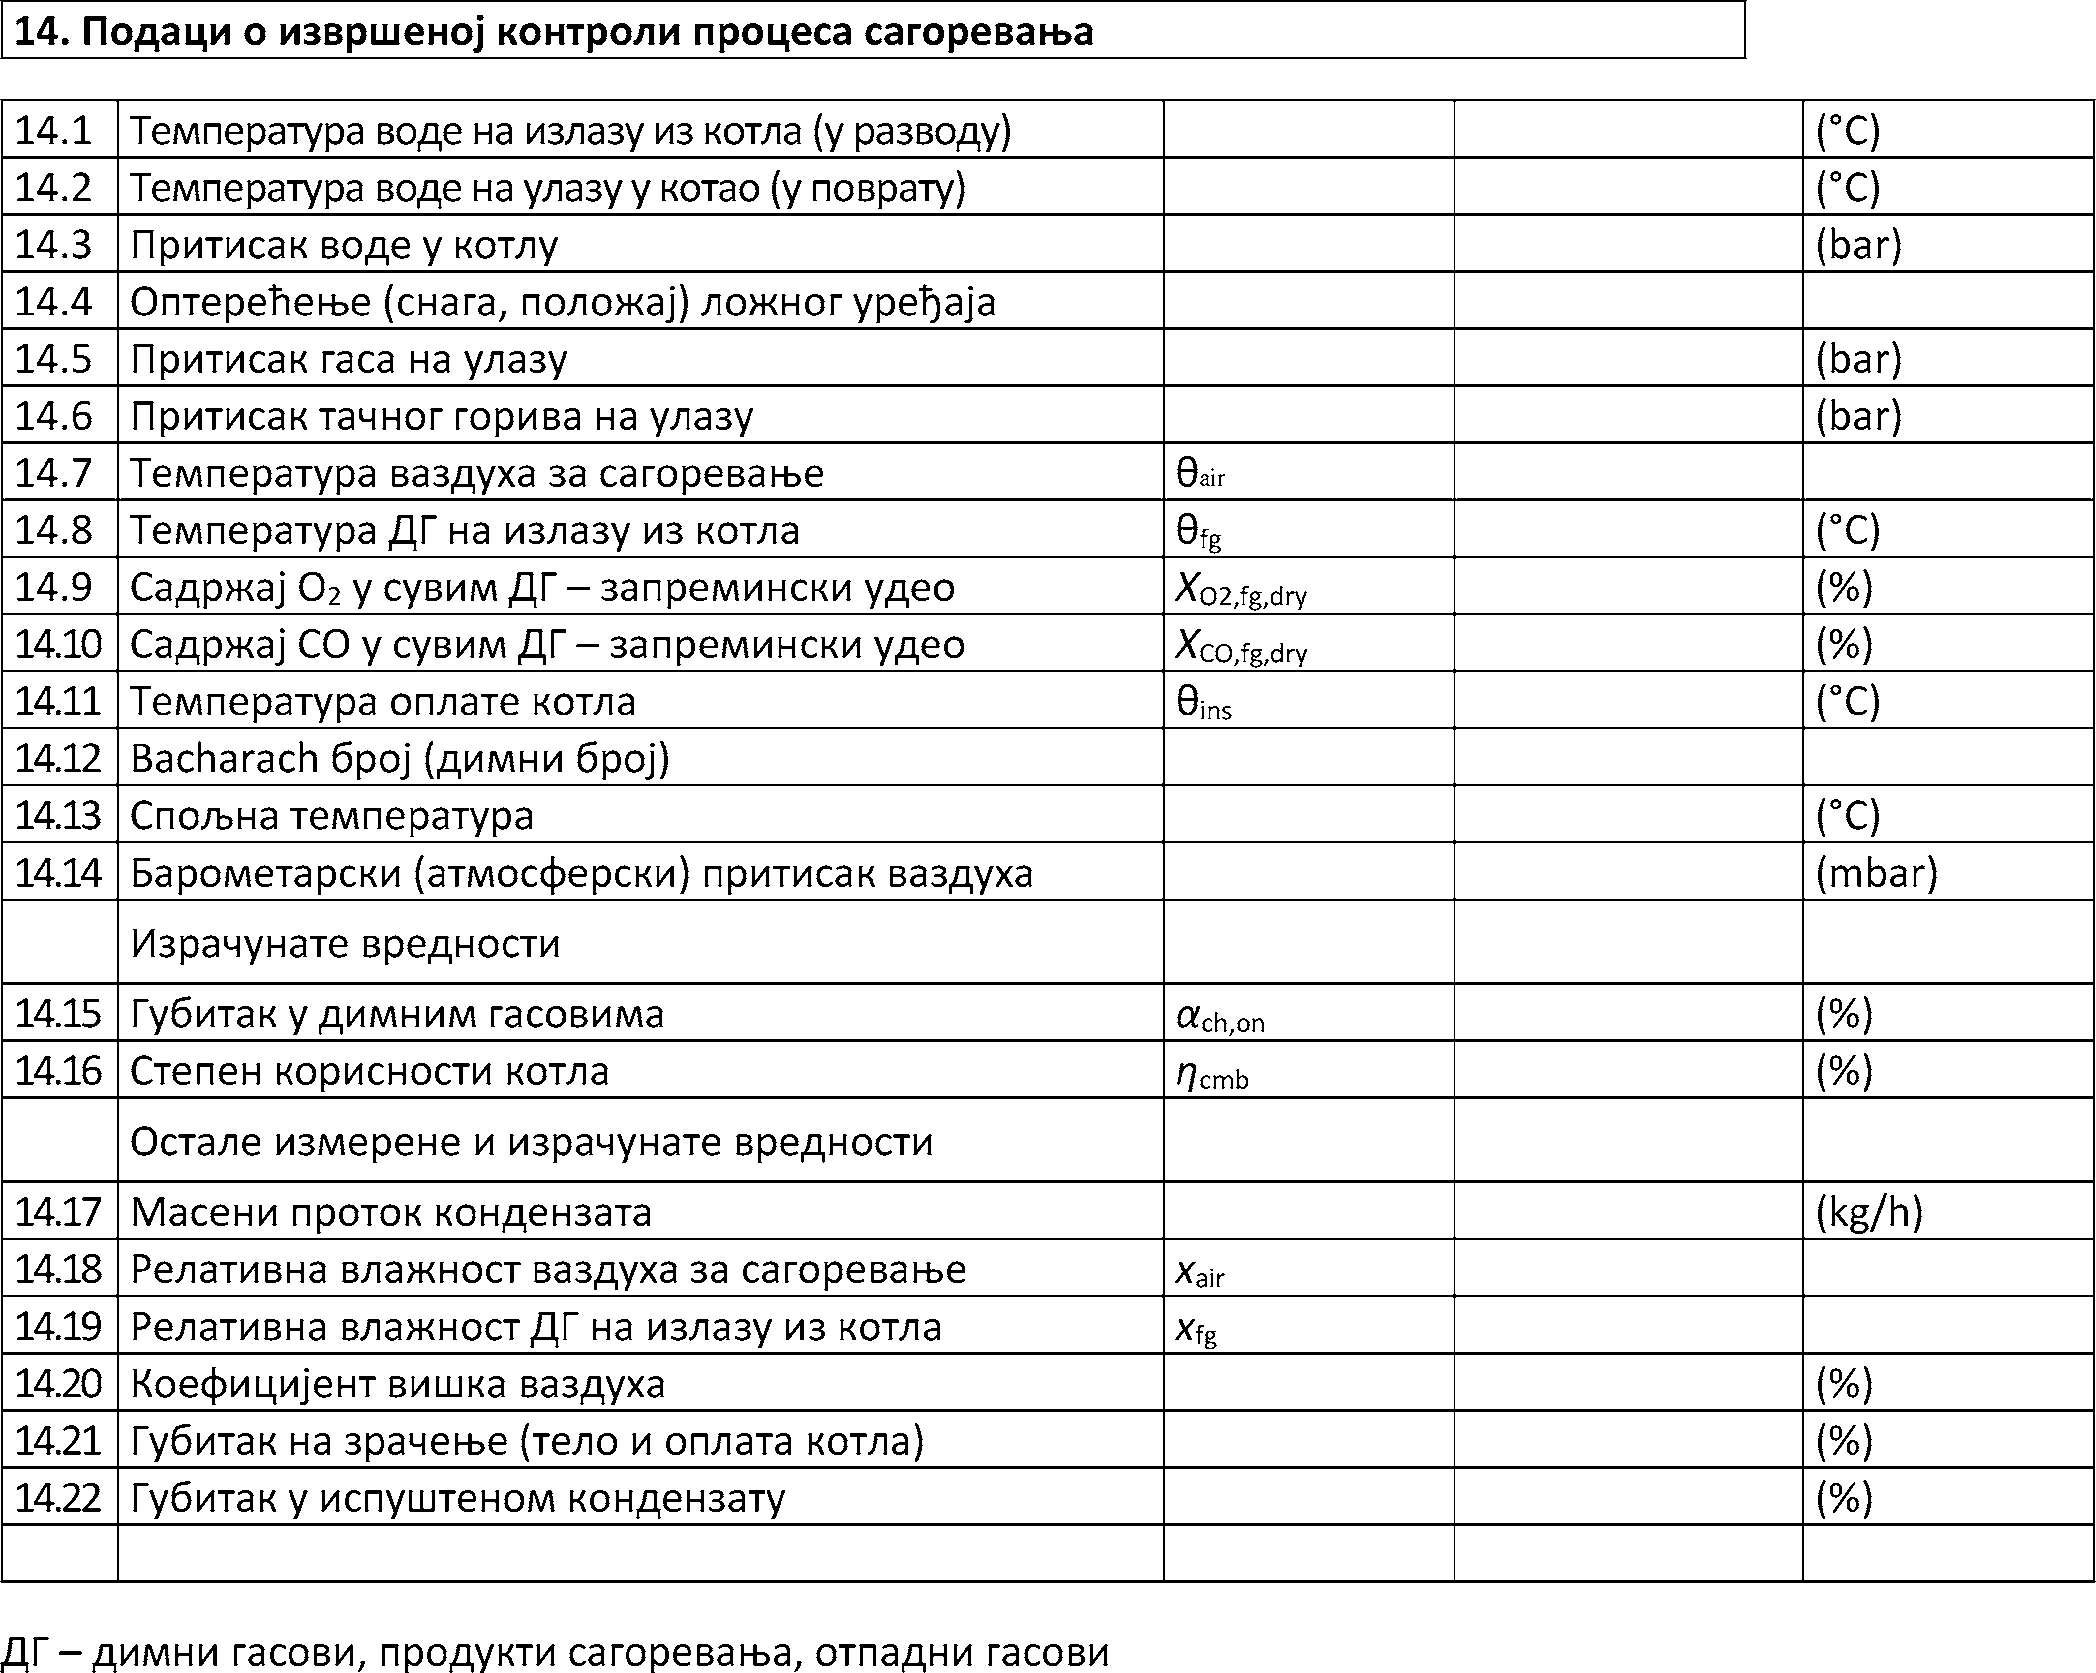 14. Подаци о извршеној контроли процеса сагоревања
14.1 Температура воде на излазу из котла (у разводу) (°C)
14.2 Температура воде на улазу у котао (у поврату) (°C)
14.3 Притисак воде у котлу (bar)
14.4 Оптерећење (снага, положај) ложног уређаја
14.5 Притисак гаса на улазу (bar)
14.6 Притисак тачног горива на улазу (bar)
14.7 Температура ваздуха за сагоревање θair
14.8 Температура ДГ на излазу из котла θfg (°C)
14.9 Садржај O2 у сувим ДГ – запремински удео XO2,fg,dry (%)
14.10 Садржај CO у сувим ДГ – запремински удео XCO,fg,dry (%)
14.11 Температура оплате котла θins (°C)
14.12 Bacharach број (димни број)
14.13 Спољна температура (°C)
14.14 Барометарски (атмосферски) притисак ваздуха (mbar)
Израчунате вредности
14.15 Губитак у димним гасовима αch,on (%)
14.16 Степен корисности котла ηcmb (%)
Остале измерене и израчунате вредности
14.17 Масени проток кондензата (kg/h)
14.18 Релативна влажност ваздуха за сагоревање xair
14.19 Релативна влажност ДГ на излазу из котла xfg
14.20 Коефицијент вишка ваздуха (%)
14.21 Губитак на зрачење (тело и оплата котла) (%)
14.22 Губитак у испуштеном кондензату (%)
ДГ – димни гасови, продукти сагоревања, отпадни гасови